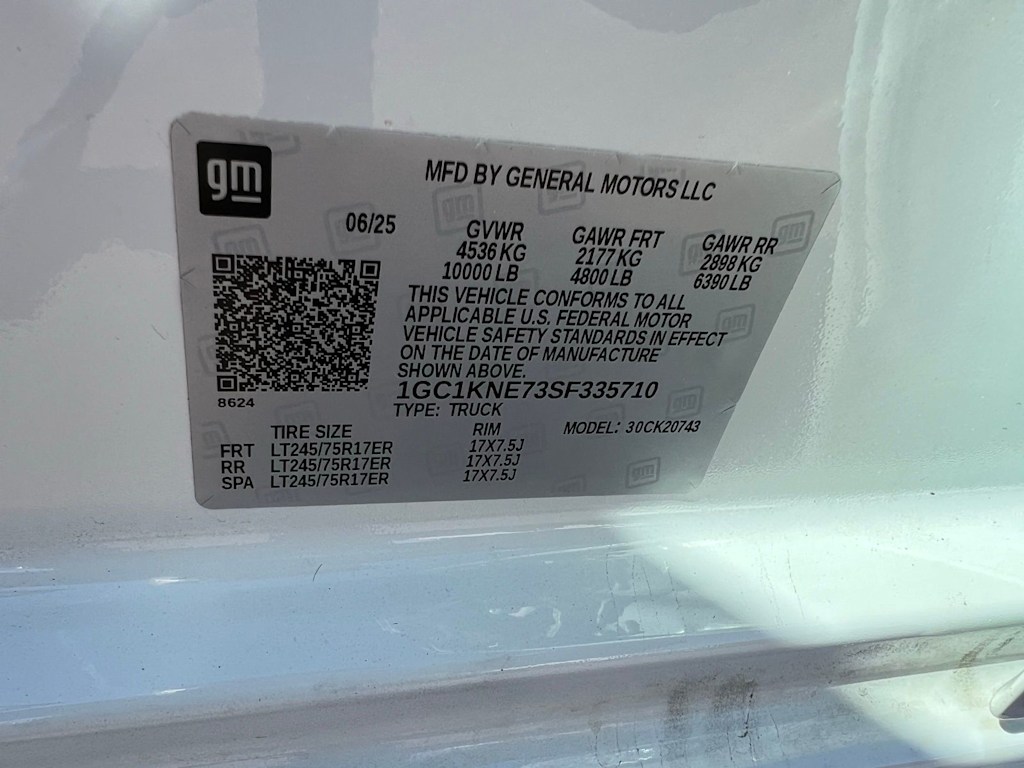 gm
MFD BY GENERAL MOTORS LLC
06/25
GVWR
4536 KG
10000 LB
GAWR FRT
2177 KG
4800 LB
GAWR RR
2898 KG
6390 LB
THIS VEHICLE CONFORMS TO ALL
APPLICABLE U.S. FEDERAL MOTOR
VEHICLE SAFETY STANDARDS IN EFFECT
ON THE DATE OF MANUFACTURE
SHOWN ABOVE.
1GC1KNE73SF335710
8624
TYPE: TRUCK
MODEL: 30CK20743
TIRE SIZE RIM
FRT LT245/75R17ER 17X7.5J
RR LT245/75R17ER 17X7.5J
SPA LT245/75R17ER 17X7.5J